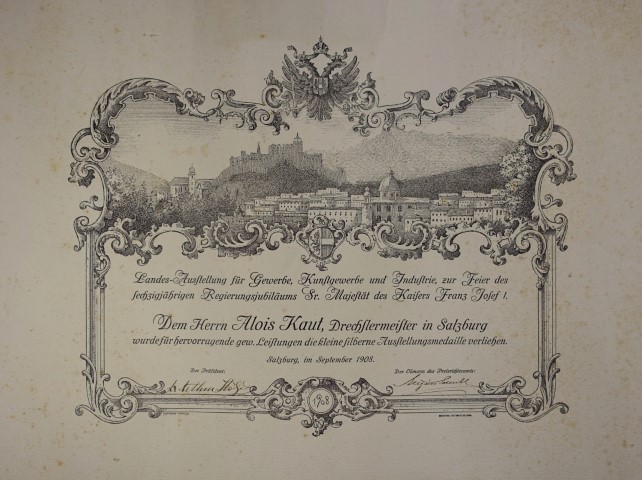 Landes-Ausstellung für Gewerbe, Kunstgewerbe und Industrie, zur Feier des
sechzigjährigen Regierungsjubiläums Sr. Majestät des Kaisers Franz Josef I.
Dem Herrn Alois Kaut, Drechslermeister in Salzburg
wurde für hervorragende gew. Leistungen die kleine silberne Ausstellungsmedaille verliehen.
Salzburg, im September 1908.
Der Präsident:
Der Obmann des Preisrichteramts:
1908